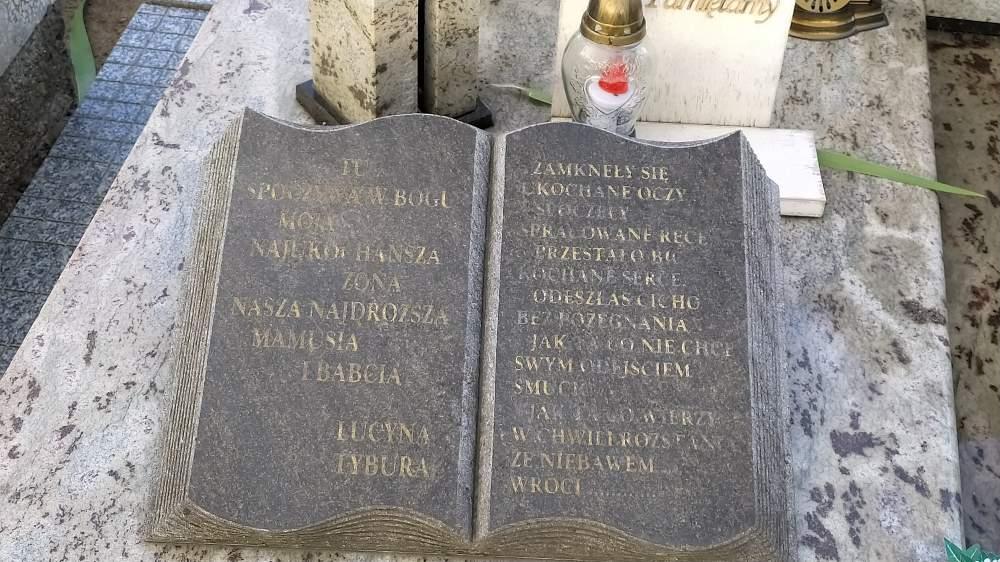 Pamiętamy
TU
SPOCZYWA W BOGU
MOJA
NAJUKOCHAŃSZA
ŻONA
NASZA NAJDROŻSZA
MAMUSIA
I BABCIA
LUCYNA
TYBURA
ZAMKNĘŁY SIĘ
UKOCHANE OCZY
SPOCZĘŁY
SPRACOWANE RĘCE
PRZESTAŁO BIĆ
KOCHANE SERCE
ODESZŁAŚ CICHO
BEZ POŻEGNANIA
JAK TA CO NIE CHCE
SWYM ODEJŚCIEM
SMUCIĆ
JAK TA CO WIERZY
W CHWILI ROZSTANIA
ŻE NIEBAWEM
WRÓCI ..............